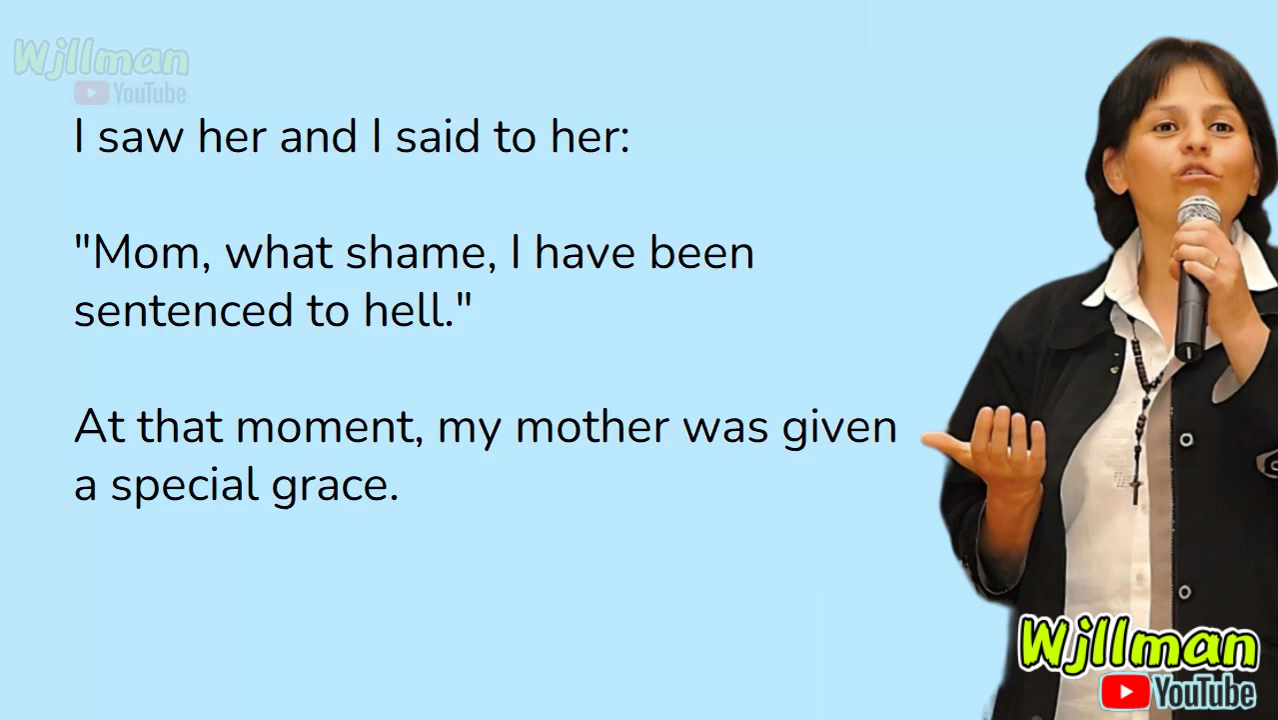 Wjllman
YouTube
I saw her and I said to her:
"Mom, what shame, I have been
sentenced to hell."
At that moment, my mother was given
a special grace.
Wjllman
YouTube